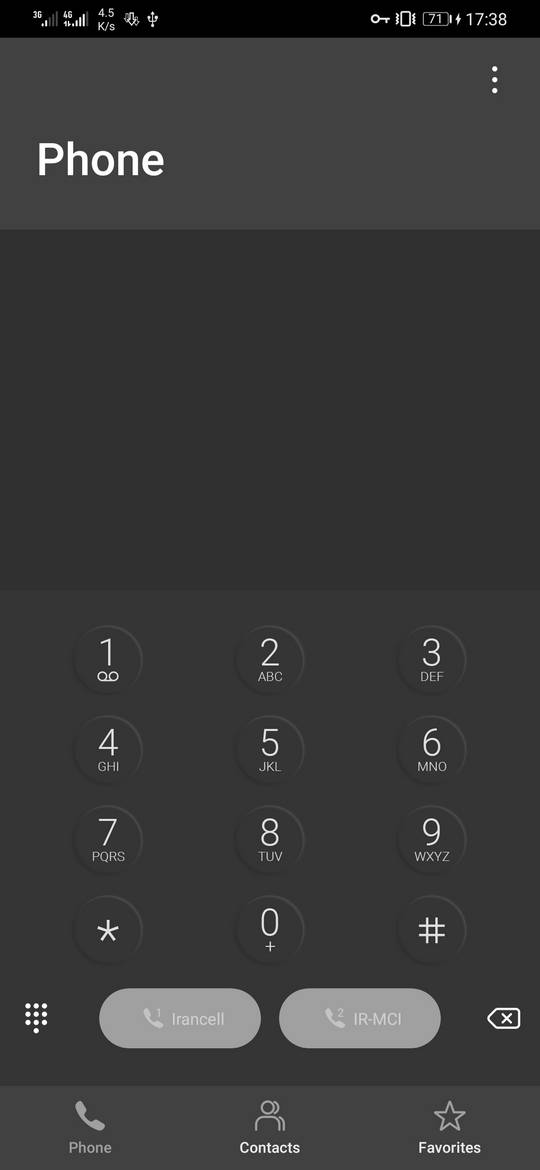 3G 4G 4.5 K/s 71 17:38
Phone
1 2 3
ABC DEF
4 5 6
GHI JKL MNO
7 8 9
PQRS TUV WXYZ
* 0 #
+
1 Irancell 2 IR-MCI
Phone Contacts Favorites